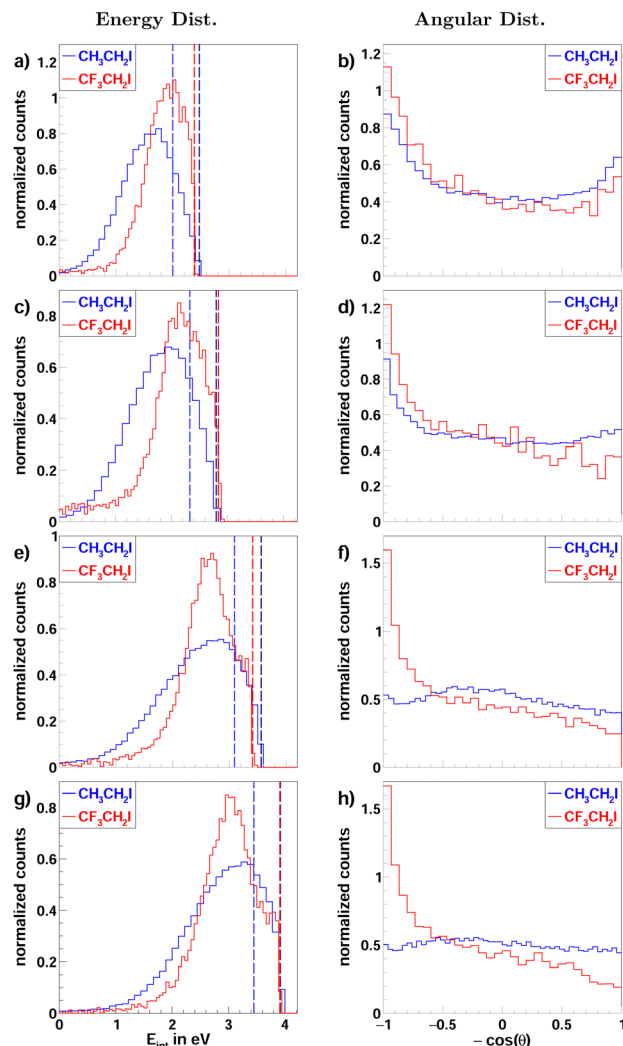 Energy Dist.
Angular Dist.
a)
normalized counts
1.2
1
0.8
0.6
0.4
0.2
0
CH₃CH₂I
CF₃CH₂I
b)
normalized counts
1.2
1
0.8
0.6
0.4
0.2
0
CH₃CH₂I
CF₃CH₂I
c)
normalized counts
0.8
0.6
0.4
0.2
0
CH₃CH₂I
CF₃CH₂I
d)
normalized counts
1.2
1
0.8
0.6
0.4
0.2
0
CH₃CH₂I
CF₃CH₂I
e)
normalized counts
1
0.8
0.6
0.4
0.2
0
CH₃CH₂I
CF₃CH₂I
f)
normalized counts
1.5
1
0.5
0
CH₃CH₂I
CF₃CH₂I
g)
normalized counts
0.8
0.6
0.4
0.2
0
CH₃CH₂I
CF₃CH₂I
0 1 2 3 4
E_int in eV
h)
normalized counts
1.5
1
0.5
0
CH₃CH₂I
CF₃CH₂I
−1 −0.5 0 0.5 1
− cos(θ)